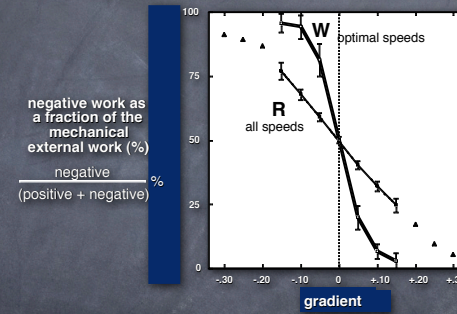 100
W
optimal speeds
75
negative work as
a fraction of the
mechanical
external work (%)
R
all speeds
50
negative
%
(positive + negative)
25
0
-.30
-.20
-.10
0
+.10
+.20
+.3
gradient